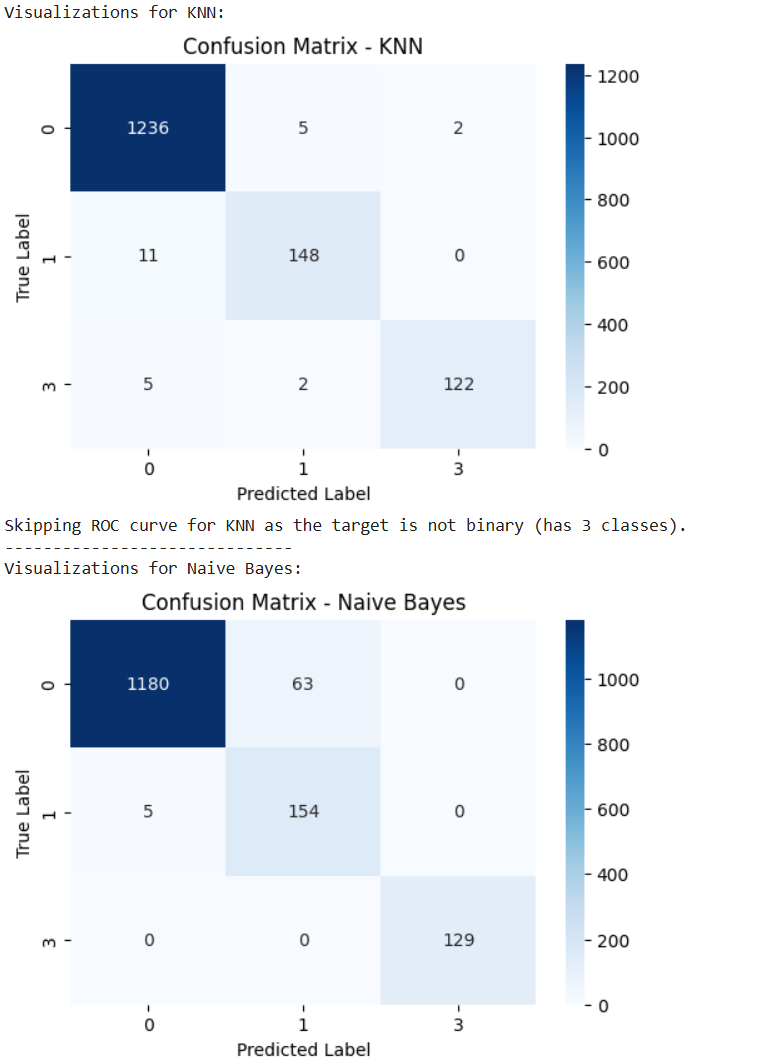 Visualizations for KNN:
Confusion Matrix - KNN
0 1236 5 2
1 11 148 0
3 5 2 122
True Label
0 1 3
Predicted Label
1200
1000
800
600
400
200
0
Skipping ROC curve for KNN as the target is not binary (has 3 classes).
------------------------------
Visualizations for Naive Bayes:
Confusion Matrix - Naive Bayes
0 1180 63 0
1 5 154 0
3 0 0 129
True Label
0 1 3
Predicted Label
1000
800
600
400
200
0